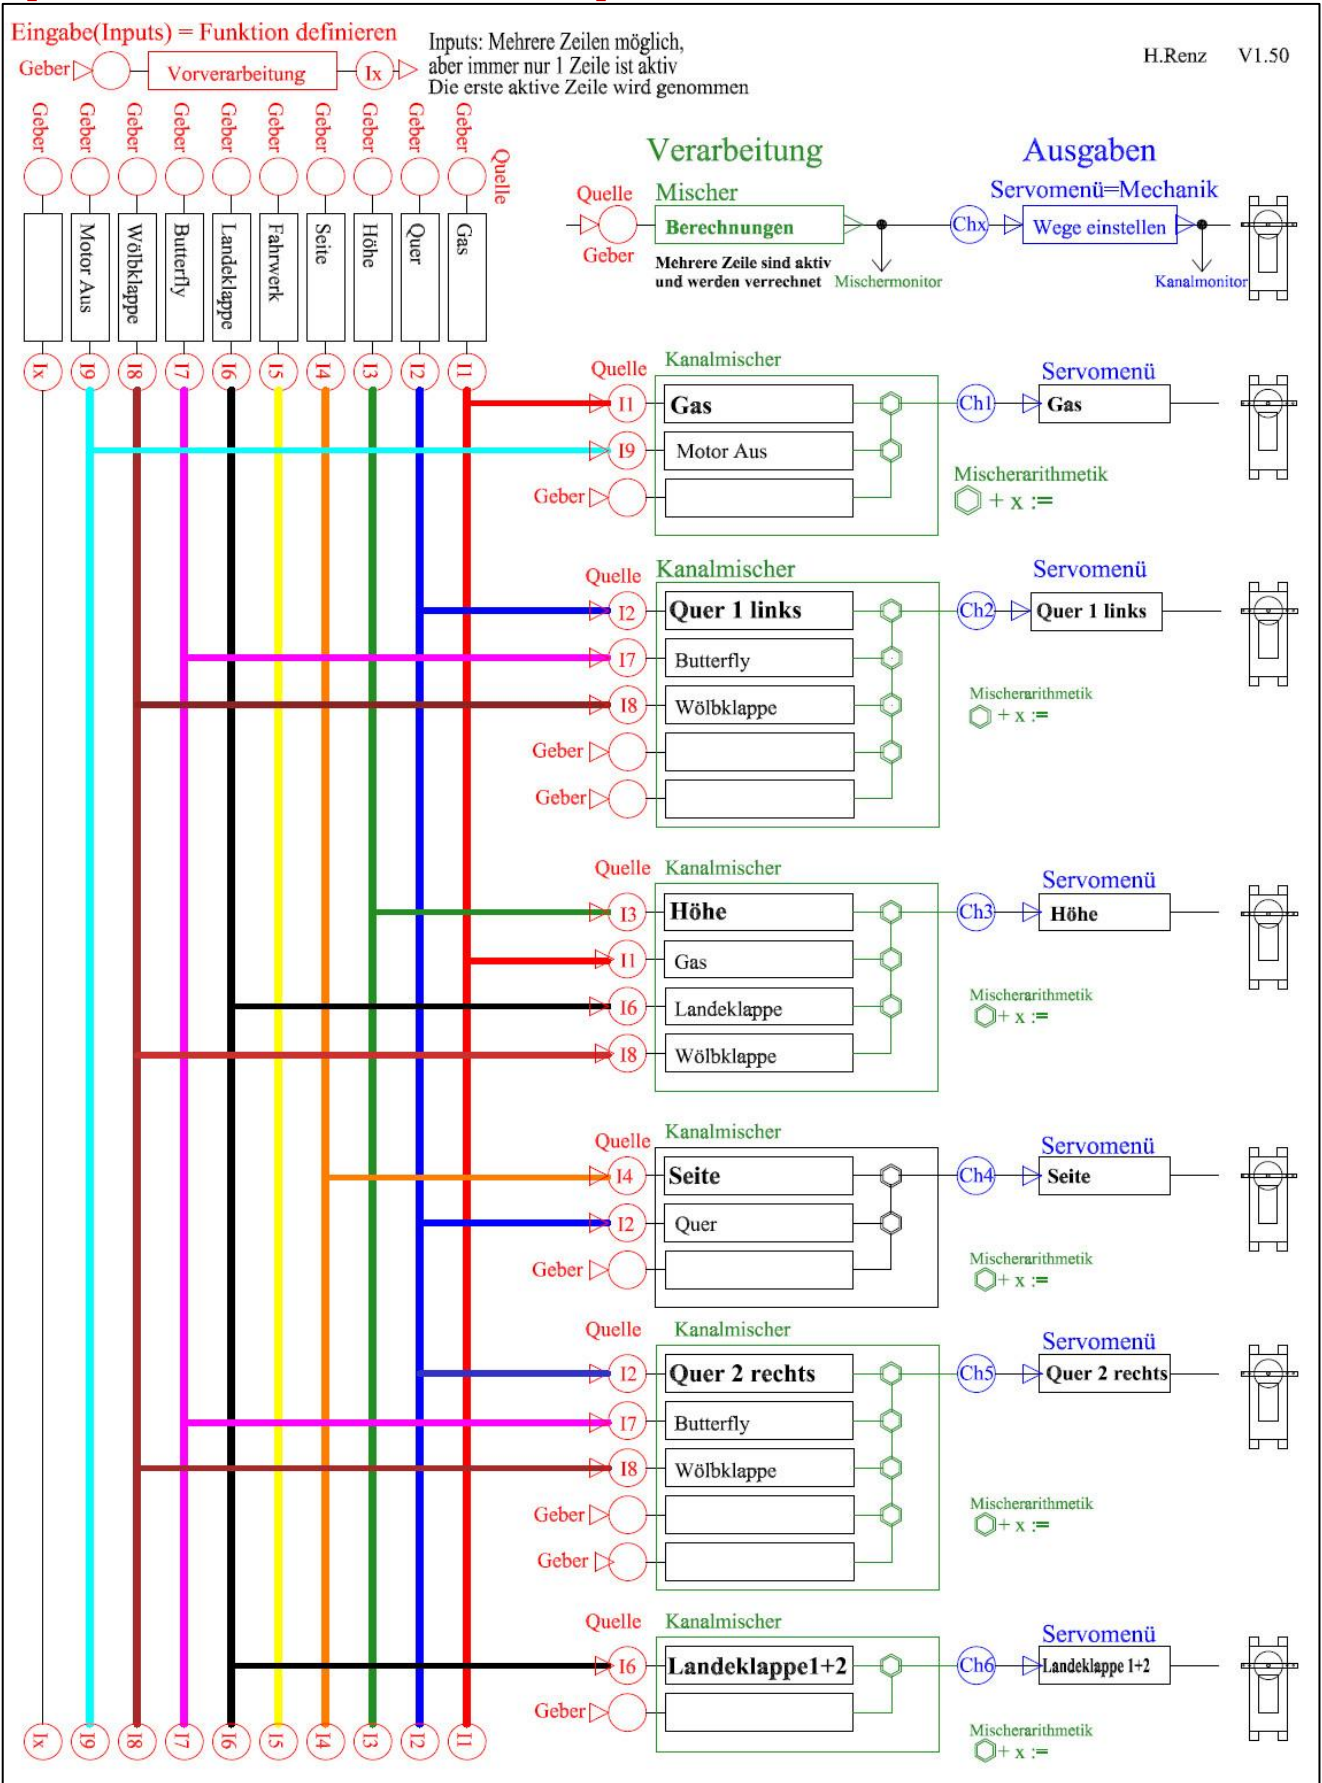 Eingabe(Inputs) = Funktion definieren
Geber
Vorverarbeitung
Ix
Inputs: Mehrere Zeilen möglich,
aber immer nur 1 Zeile ist aktiv
Die erste aktive Zeile wird genommen
H.Renz V1.50
Geber
Geber
Geber
Geber
Geber
Geber
Geber
Geber
Geber
Geber
Quelle
Motor Aus
Wölbklappe
Butterfly
Landeklappe
Fahrwerk
Seite
Höhe
Quer
Gas
Ix
I9
I8
I7
I6
I5
I4
I3
I2
I1
Verarbeitung
Ausgaben
Quelle
Mischer
Servomenü=Mechanik
Berechnungen
Chx
Wege einstellen
Geber
Mehrere Zeile sind aktiv
und werden verrechnet
Mischermonitor
Kanalmonitor
Quelle
Kanalmischer
Servomenü
I1
Gas
Ch1
Gas
I9
Motor Aus
Geber
Mischerarithmetik
+ x :=
Quelle
Kanalmischer
Servomenü
I2
Quer 1 links
Ch2
Quer 1 links
I7
Butterfly
I8
Wölbklappe
Geber
Geber
Mischerarithmetik
+ x :=
Quelle
Kanalmischer
Servomenü
I3
Höhe
Ch3
Höhe
I1
Gas
I6
Landeklappe
I8
Wölbklappe
Mischerarithmetik
+ x :=
Quelle
Kanalmischer
Servomenü
I4
Seite
Ch4
Seite
I2
Quer
Geber
Mischerarithmetik
+ x :=
Quelle
Kanalmischer
Servomenü
I2
Quer 2 rechts
Ch5
Quer 2 rechts
I7
Butterfly
I8
Wölbklappe
Geber
Geber
Mischerarithmetik
+ x :=
Quelle
Kanalmischer
Servomenü
I6
Landeklappe1+2
Ch6
Landeklappe 1+2
Geber
Mischerarithmetik
+ x :=
Ix
I9
I8
I7
I6
I5
I4
I3
I2
I1